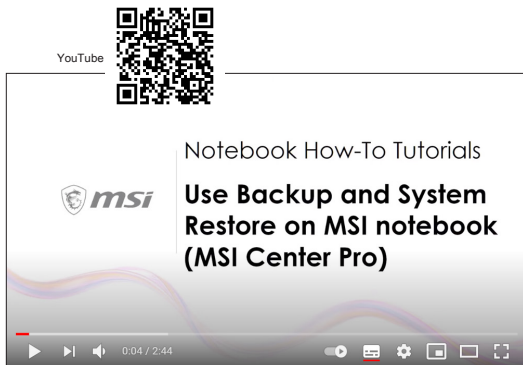 YouTube
Notebook How-To Tutorials
msi
Use Backup and System
Restore on MSI notebook
(MSI Center Pro)
0:04 / 2:44